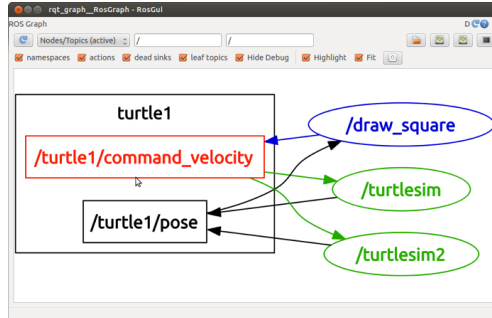 rqt_graph__RosGraph - RosGui
ROS Graph
D
Nodes/Topics (active)
/
/
namespaces
actions
dead sinks
leaf topics
Hide Debug
Highlight
Fit
turtle1
/turtle1/command_velocity
/turtle1/pose
/draw_square
/turtlesim
/turtlesim2